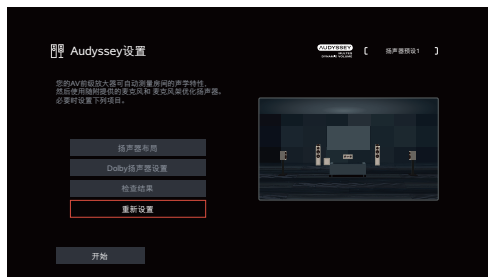 Audyssey设置
AUDYSSEY
MULTEQ
DYNAMIC VOLUME
【 扬声器预设1 】
您的AV前级放大器可自动测量房间的声学特性,
然后使用随附提供的麦克风和 麦克风架优化扬声器。
必要时设置下列项目。
扬声器布局
Dolby扬声器设置
检查结果
重新设置
开始